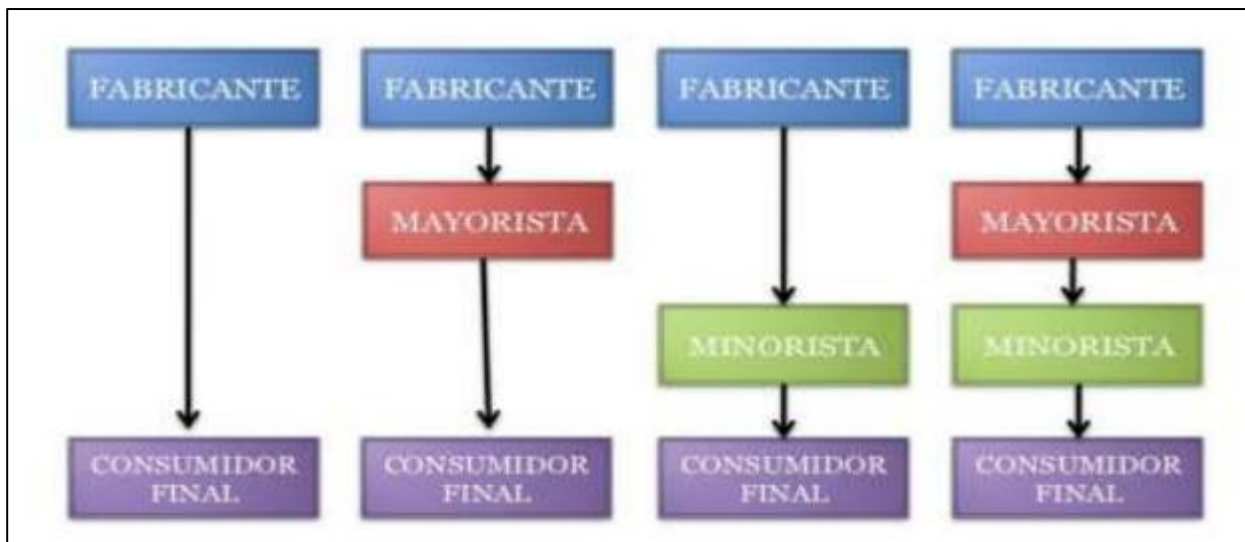 FABRICANTE
FABRICANTE
FABRICANTE
FABRICANTE
MAYORISTA
MAYORISTA
MINORISTA
MINORISTA
CONSUMIDOR
FINAL
CONSUMIDOR
FINAL
CONSUMIDOR
FINAL
CONSUMIDOR
FINAL